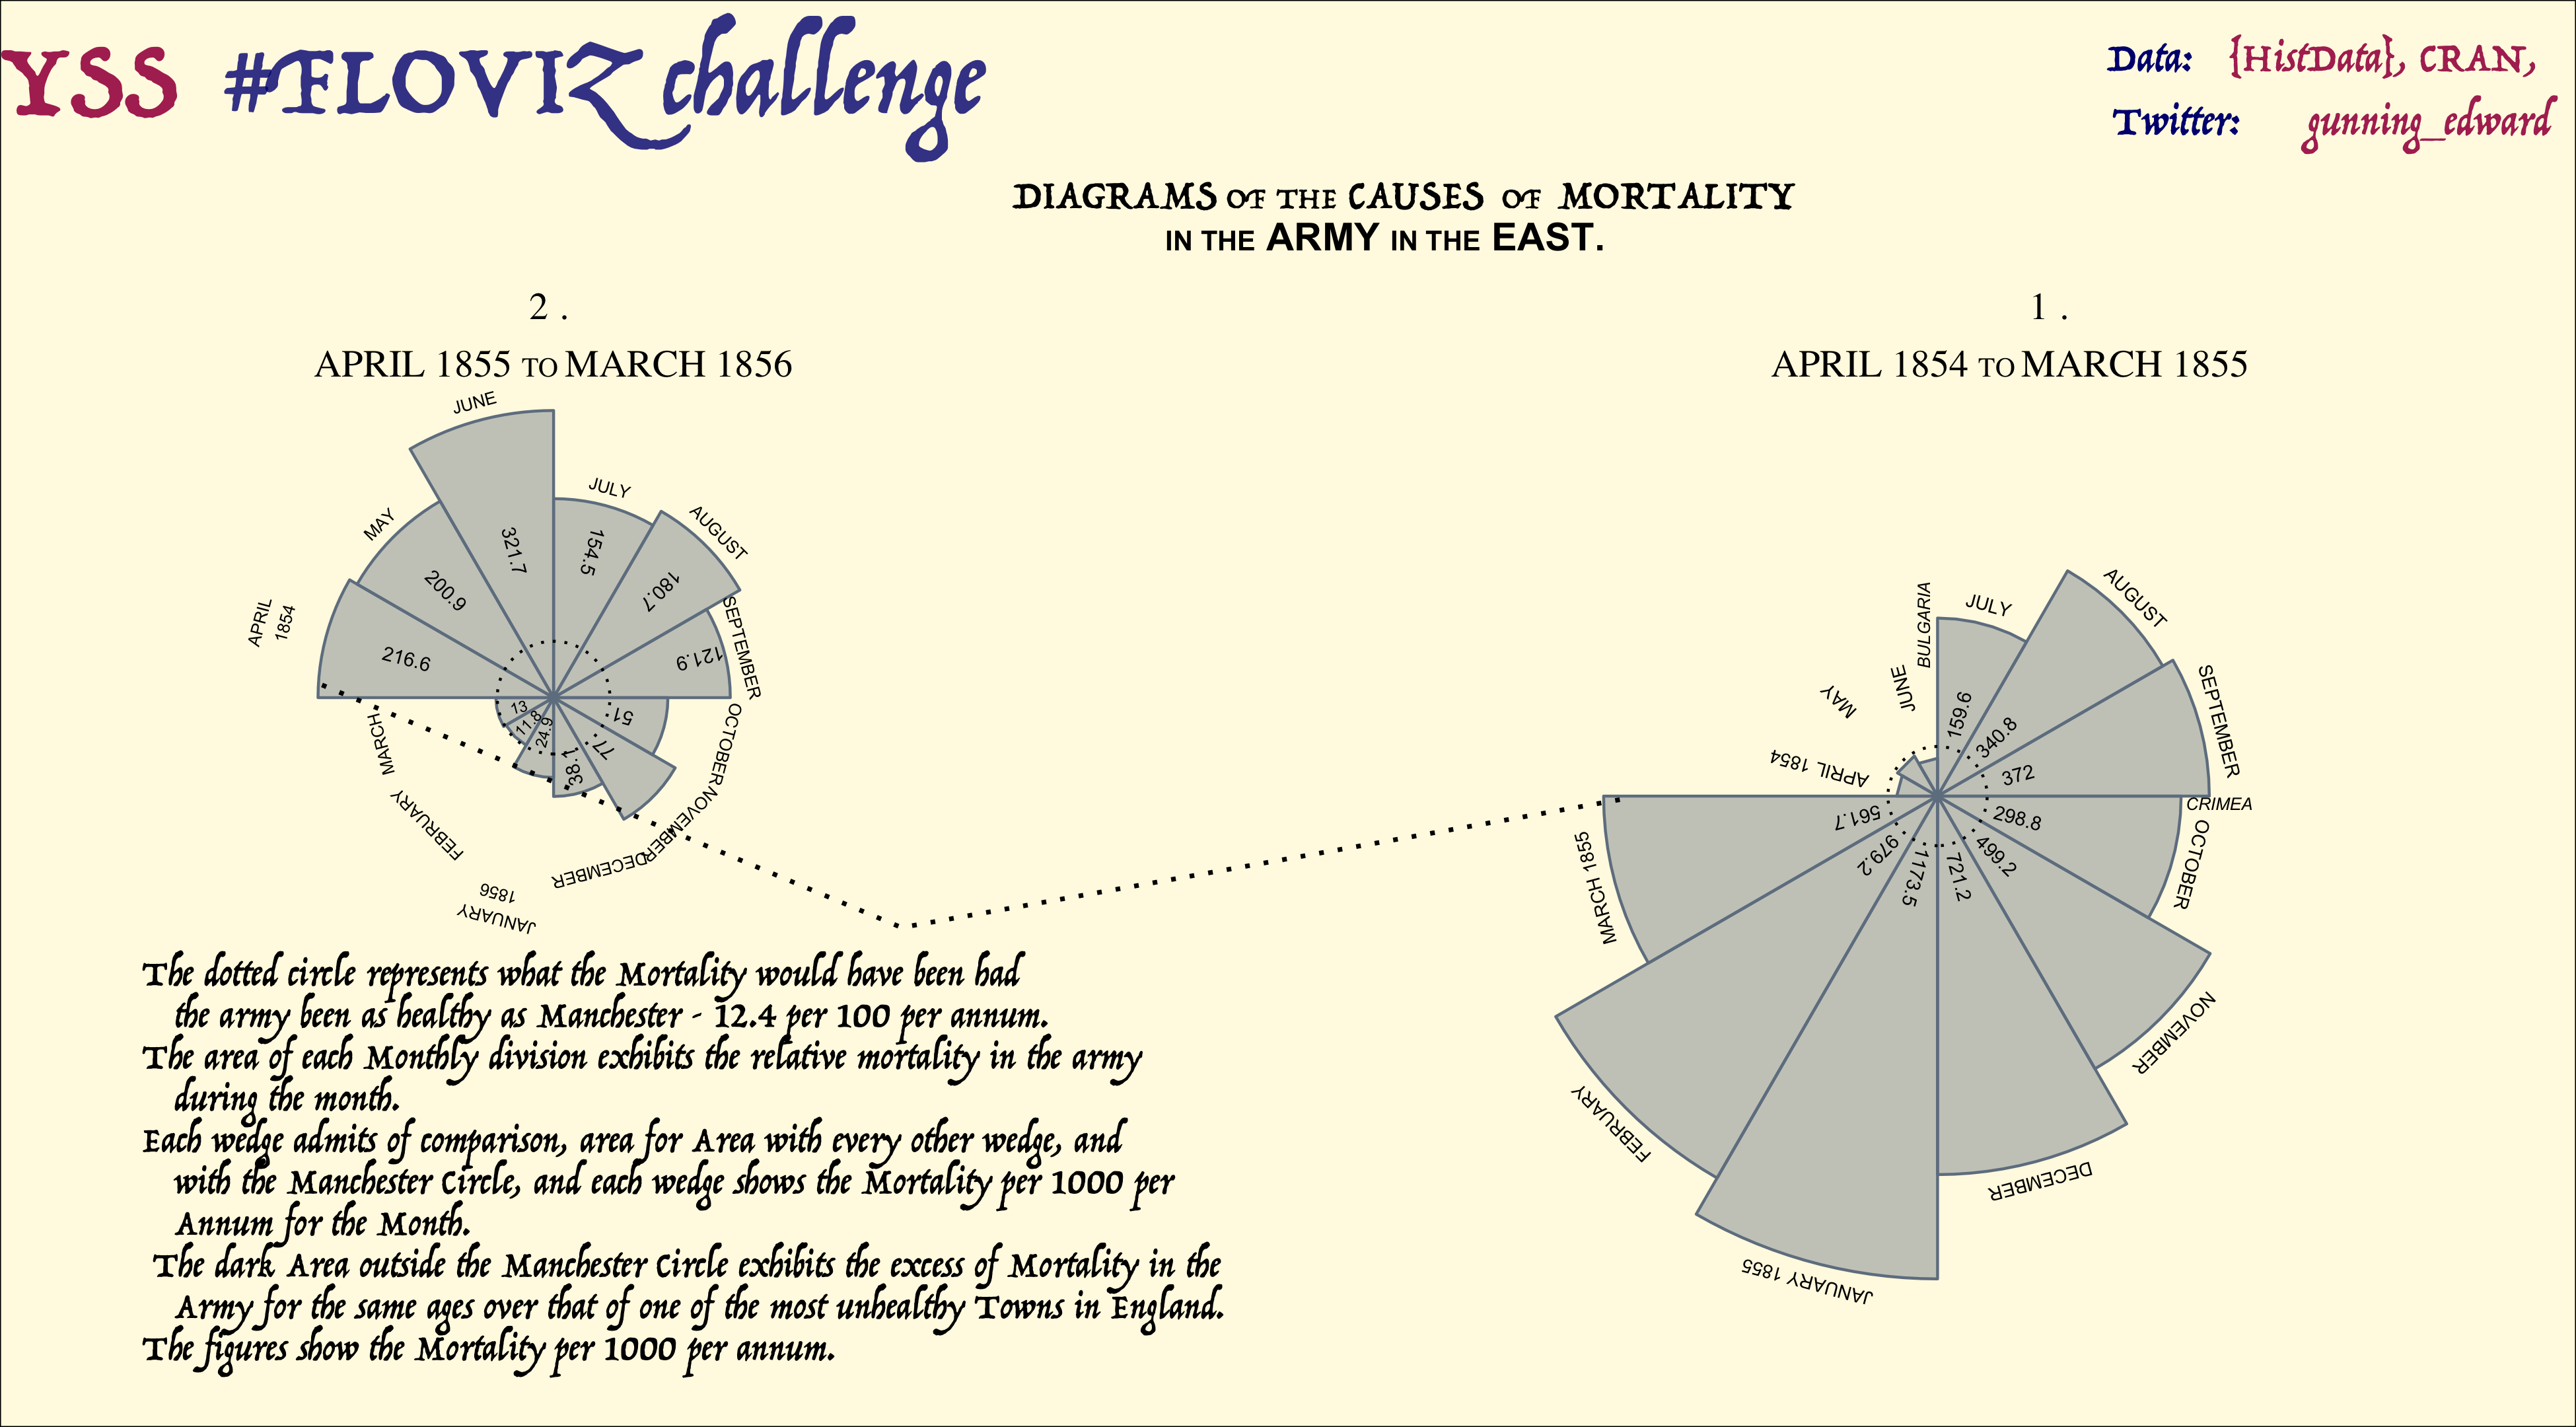 YSS #FLOVIZ challenge
Data: {HistData}, CRAN,
Twitter: gunning_edward
DIAGRAMS OF THE CAUSES OF MORTALITY
IN THE ARMY IN THE EAST.
2 .
APRIL 1855 TO MARCH 1856
JUNE
JULY
AUGUST
MAY
SEPTEMBER
APRIL
1854
OCTOBER
NOVEMBER
DECEMBER
JANUARY
1856
FEBRUARY
MARCH
216.6
200.9
321.7
154.5
180.7
121.9
51
77
38.1
24.9
11.8
13
1 .
APRIL 1854 TO MARCH 1855
APRIL 1854
MAY
JUNE
BULGARIA
JULY
AUGUST
SEPTEMBER
CRIMEA
OCTOBER
NOVEMBER
DECEMBER
JANUARY 1855
FEBRUARY
MARCH 1855
159.6
340.8
372
298.8
499.2
721.2
1173.5
979.2
561.7
The dotted circle represents what the Mortality would have been had
the army been as healthy as Manchester - 12.4 per 100 per annum.
The area of each Monthly division exhibits the relative mortality in the army
during the month.
Each wedge admits of comparison, area for Area with every other wedge, and
with the Manchester Circle, and each wedge shows the Mortality per 1000 per
Annum for the Month.
The dark Area outside the Manchester Circle exhibits the excess of Mortality in the
Army for the same ages over that of one of the most unhealthy Towns in England.
The figures show the Mortality per 1000 per annum.